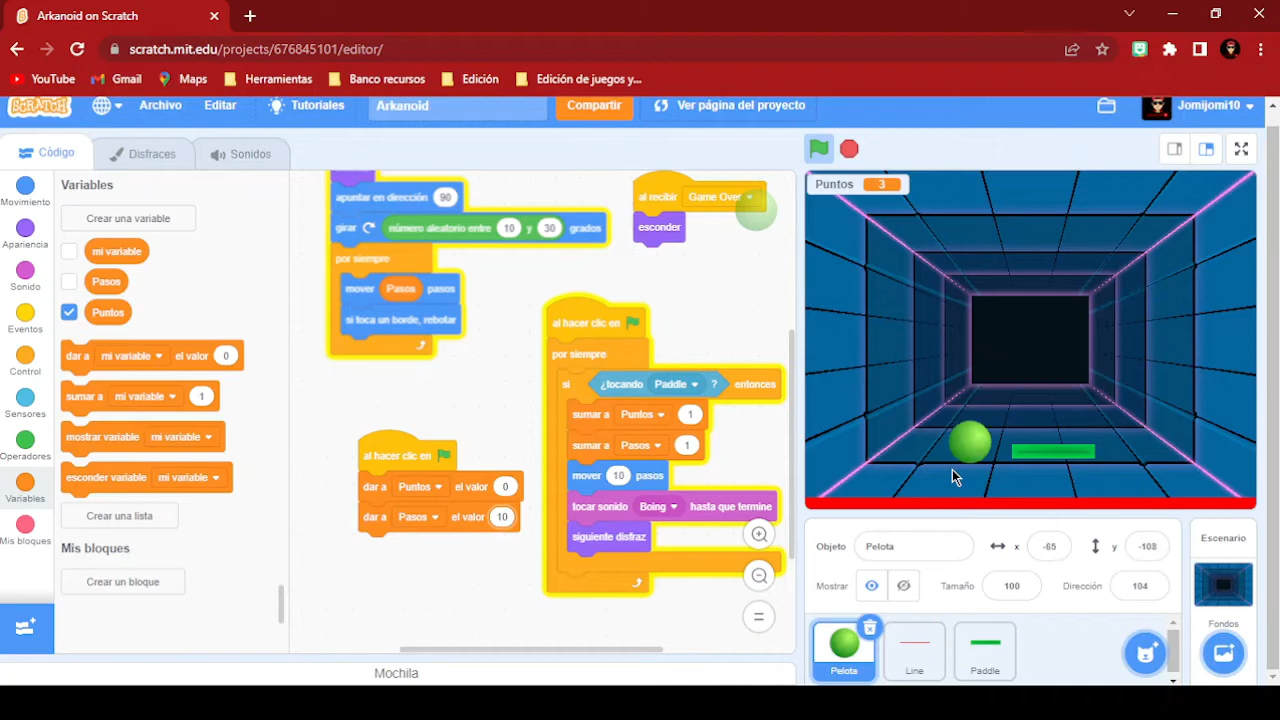 Arkanoid on Scratch
scratch.mit.edu/projects/676845101/editor/
YouTube Gmail Maps Herramientas Banco recursos Edición Edición de juegos y...
SCRATCH Archivo Editar Tutoriales Arkanoid Compartir Ver página del proyecto Jomijomi10
Código Disfraces Sonidos
Movimiento
Apariencia
Sonido
Eventos
Control
Sensores
Operadores
Variables
Mis bloques
Variables
Crear una variable
mi variable
Pasos
Puntos
dar a mi variable el valor 0
sumar a mi variable 1
mostrar variable mi variable
esconder variable mi variable
Crear una lista
Mis bloques
Crear un bloque
apuntar en dirección 90
girar número aleatorio entre 10 y 30 grados
por siempre
mover Pasos pasos
si toca un borde, rebotar
al recibir Game Over
esconder
al hacer clic en
dar a Puntos el valor 0
dar a Pasos el valor 10
al hacer clic en
por siempre
si ¿tocando Paddle ? entonces
sumar a Puntos 1
sumar a Pasos 1
mover 10 pasos
tocar sonido Boing hasta que termine
siguiente disfraz
Mochila
Puntos 3
Objeto Pelota x -65 y -108
Mostrar Tamaño 100 Dirección 104
Pelota Line Paddle
Escenario
Fondos